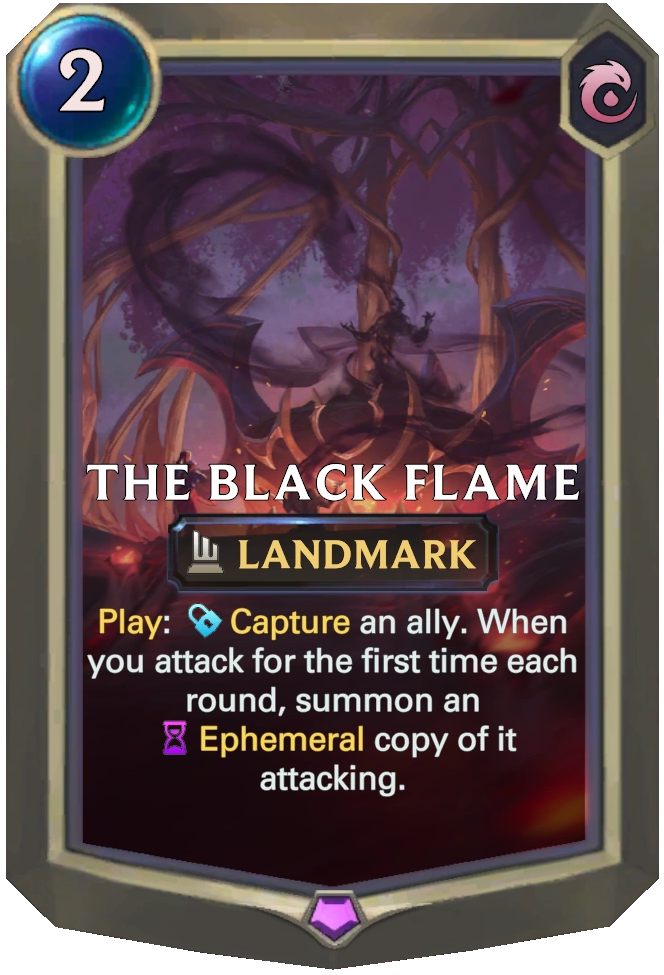 2
THE BLACK FLAME
LANDMARK
Play: Capture an ally. When
you attack for the first time each
round, summon an
Ephemeral copy of it
attacking.